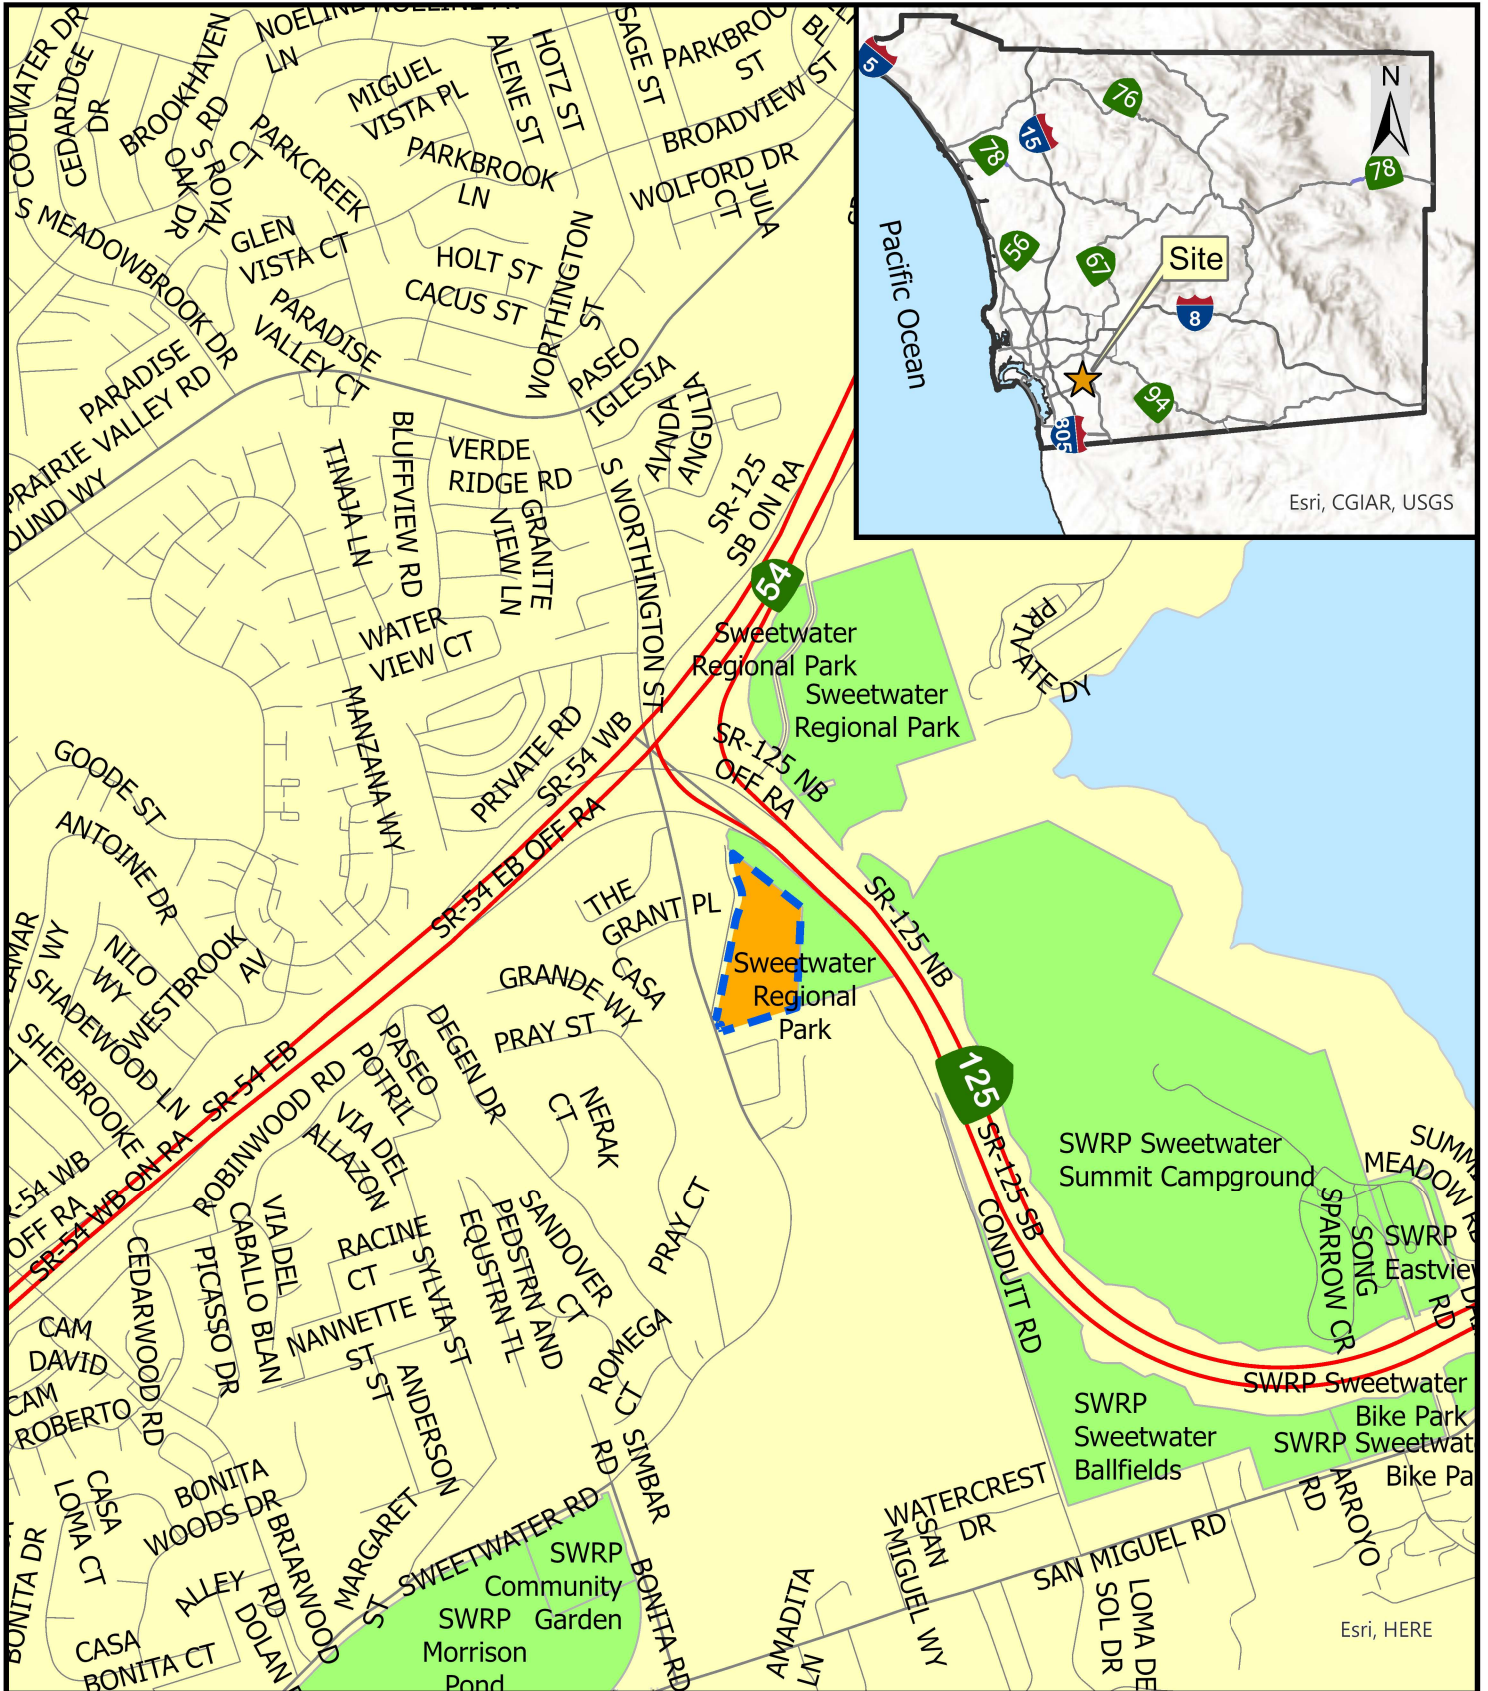 COOLWATER DR
CEDARIDGE
DR
BROOKHAVEN
RD
NOELINE
LN
S ROYAL
OAK DR
PARKCREEK
CT
MIGUEL
VISTA PL
ALENE ST
HOTZ ST
SAGE ST
PARKBROOK
LN
BROADVIEW ST
WOLFORD DR
JULA
CT
S MEADOWBROOK DR
GLEN
VISTA CT
HOLT ST
CACUS ST
WORTHINGTON
ST
PARADISE
VALLEY CT
PARADISE
VALLEY RD
PRAIRIE
PASEO
IGLESIA
AVNDA
ANGULIA
TINAJA LN
BLUFFVIEW RD
VERDE
RIDGE RD
GRANITE
VIEW LN
S WORTHINGTON ST
SR-125
SB ON RA
54
WATER
VIEW CT
Sweetwater
Regional Park
Sweetwater
Regional Park
PRIVATE DY
MANZANA WY
PRIVATE RD
SR-54 WB
SR-125 NB
OFF RA
GOODE ST
ANTOINE DR
SR-54 EB OFF RA
THE
GRANT PL
SR-125 NB
WY
NILO
WY
WESTBROOK
AV
SHADEWOOD LN
GRANDE WY
CASA
Sweetwater
Regional
Park
PRAY ST
SHERBROOKE
CT
SR-54 EB
PASEO
POTRIL
DEGEN DR
NERAK
CT
125
SR-54 WB
OFF RA
SR-54 WB ON RA
ROBINWOOD RD
VIA DEL
ALLAZON
SWRP Sweetwater
Summit Campground
SR-125 SB
MEADOW RD
SPARROW CR
SONG
SWRP
RD
CEDARWOOD RD
PICASSO DR
VIA DEL
CABALLO BLAN
RACINE
CT
SYLVIA ST
PEDSTRN AND
EQUSTRN TL
SANDOVER
CT
PRAY CT
CONDUIT RD
CAM
DAVID
CAM
ROBERTO
NANNETTE
ST
ST
ANDERSON
ROMEGA
CT
SWRP
Sweetwater
Ballfields
SWRP Sweetwater
Bike Park
CASA
LOMA CT
BONITA
WOODS DR
SIMBAR
RD
WATERCREST
DR
SAN
MIGUEL WY
SAN MIGUEL RD
ARROYO
RD
BONITA DR
BRIARWOOD
RD
MARGARET
ST
SWEETWATER RD
SWRP
Community
Garden
ALLEY
DOLAN
CASA
BONITA CT
SWRP
Morrison
Pond
BONITA RD
AMADITA
LN
SOL DR
LOMA DE
Esri, HERE
5
76
15
78
78
N
56
67
Pacific Ocean
Site
8
94
805
Esri, CGIAR, USGS